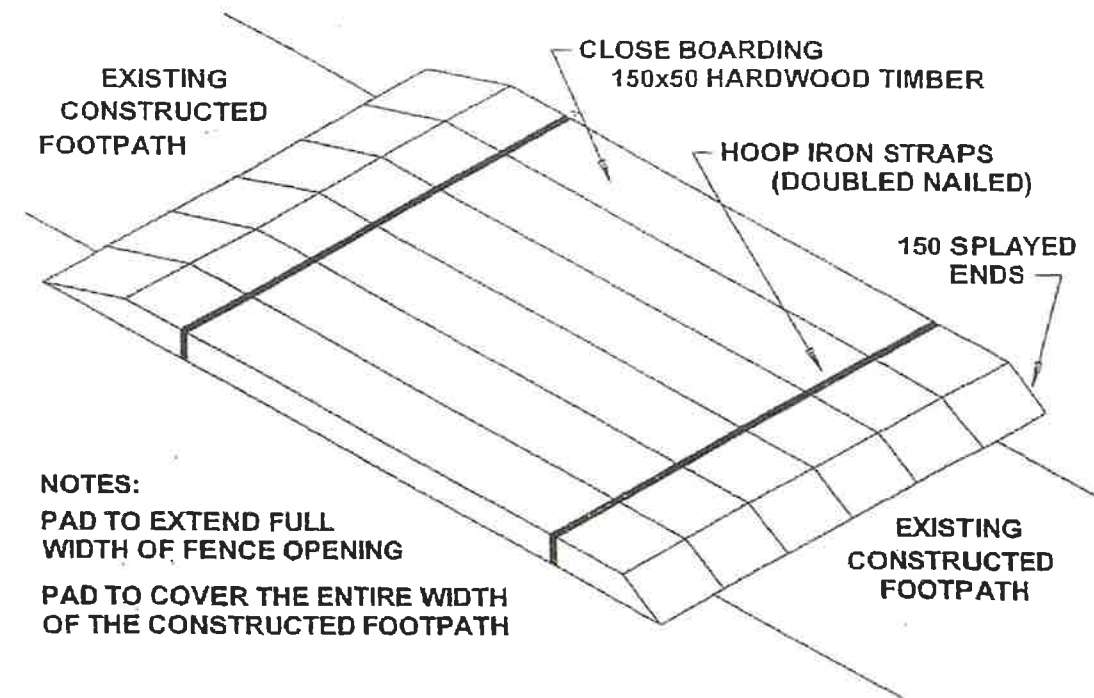 EXISTING
CONSTRUCTED
FOOTPATH
CLOSE BOARDING
150x50 HARDWOOD TIMBER
HOOP IRON STRAPS
(DOUBLED NAILED)
150 SPLAYED
ENDS
NOTES:
PAD TO EXTEND FULL
WIDTH OF FENCE OPENING
PAD TO COVER THE ENTIRE WIDTH
OF THE CONSTRUCTED FOOTPATH
EXISTING
CONSTRUCTED
FOOTPATH